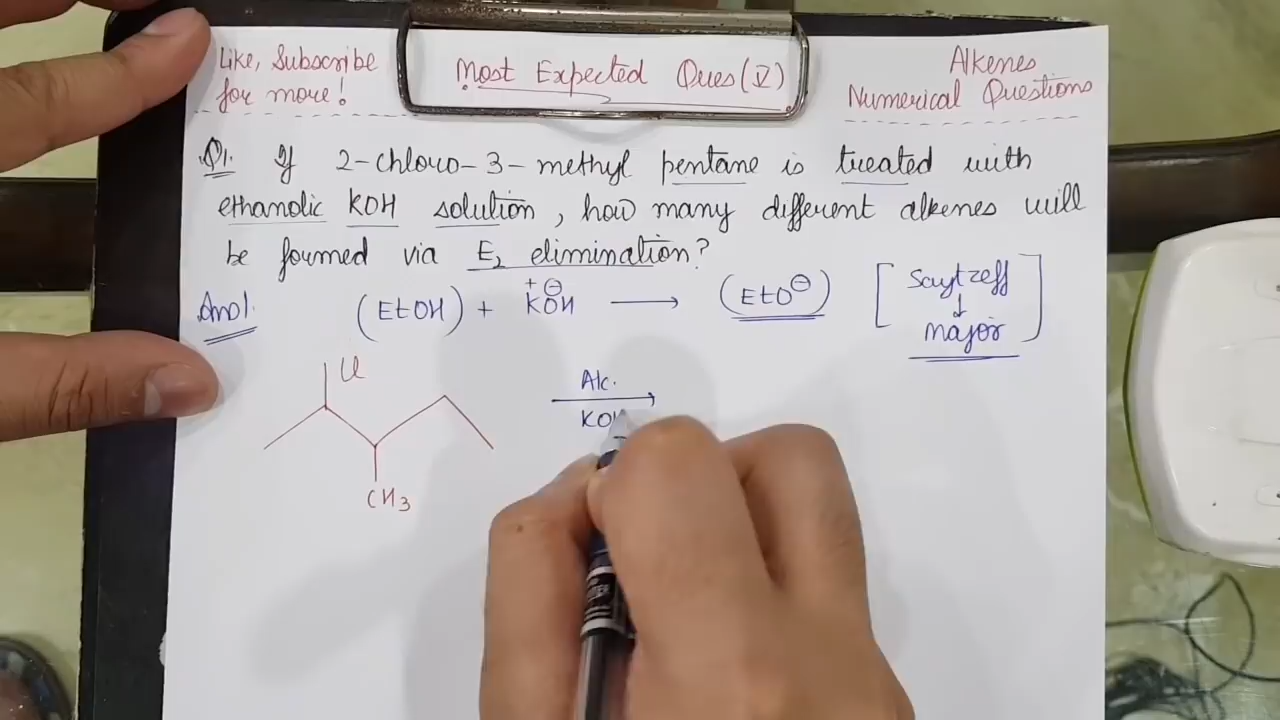 Like, Subscribe
for more!
Most Expected Ques(V)
Alkenes
Numerical Questions
Q1. If 2-chloro-3-methyl pentane is treated with
ethanolic KOH solution, how many different alkenes will
be formed via E₂ elimination?
Ansl. (EtOH) + K⁺OH⊖ ⟶ (EtO⊖) [Saytzeff
↓
major]
Cl
CH₃
Alc.
KOH